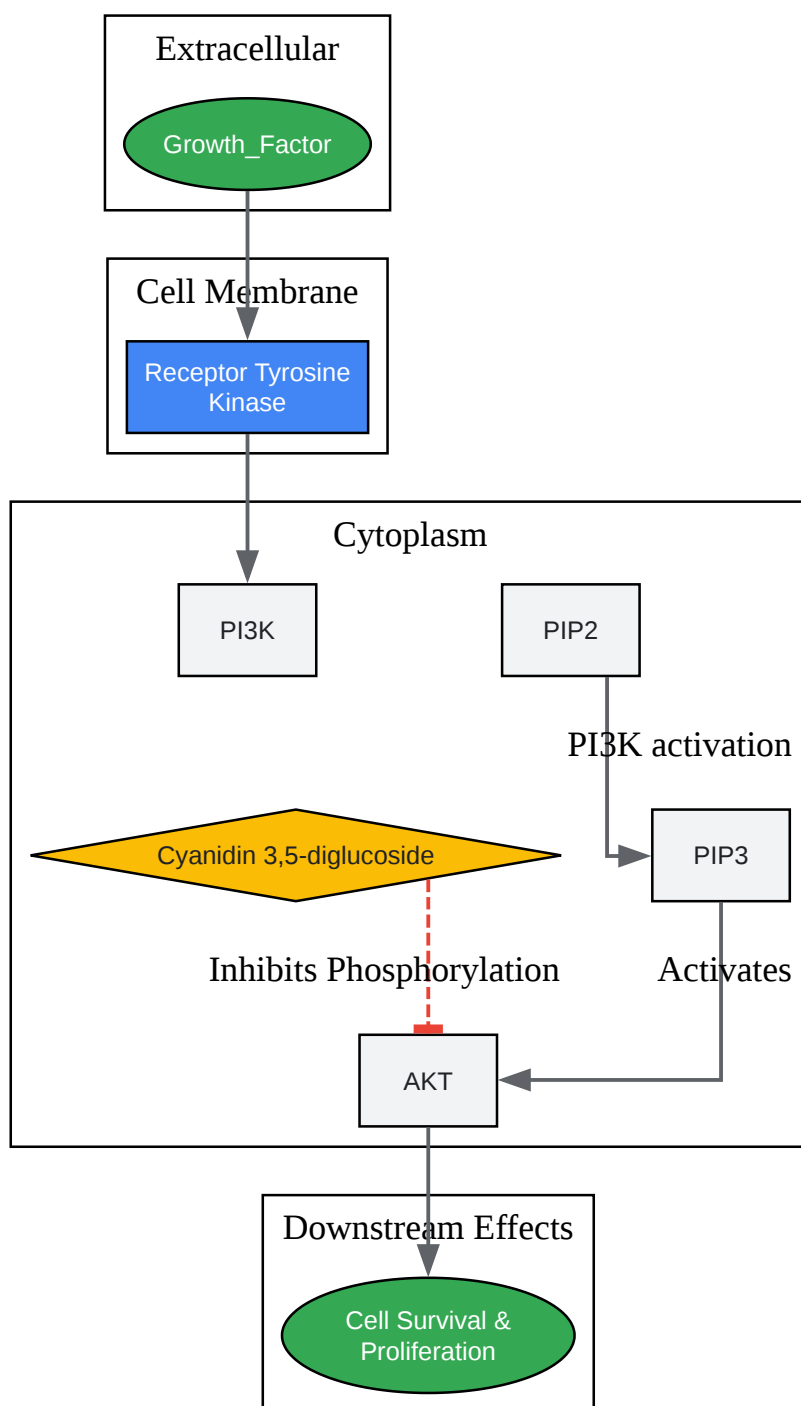 Extracellular
Growth_Factor
Cell Membrane
Receptor Tyrosine
Kinase
Cytoplasm
PI3K
PIP2
PI3K activation
Cyanidin 3,5-diglucoside
PIP3
Inhibits Phosphorylation
Activates
AKT
Downstream Effects
Cell Survival &
Proliferation